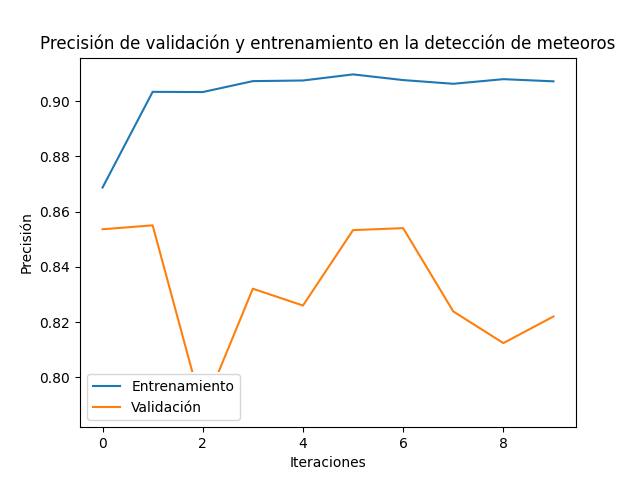 Precisión de validación y entrenamiento en la detección de meteoros
0.90
0.88
0.86
0.84
0.82
0.80
Precisión
Entrenamiento
Validación
0 2 4 6 8
Iteraciones